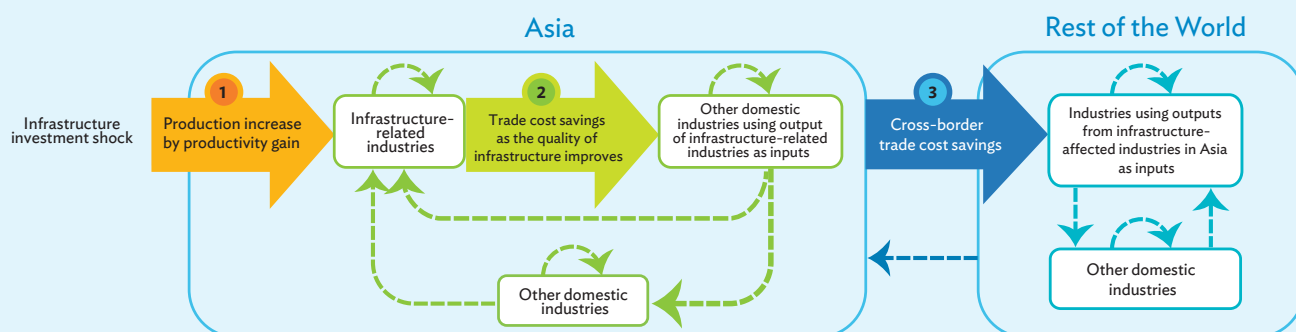 Asia
Rest of the World
Infrastructure
investment shock
1
Production increase
by productivity gain
Infrastructure-
related
industries
2
Trade cost savings
as the quality of
infrastructure improves
Other domestic
industries using output
of infrastructure-related
industries as inputs
3
Cross-border
trade cost savings
Industries using outputs
from infrastructure-
affected industries in Asia
as inputs
Other domestic
industries
Other domestic
industries